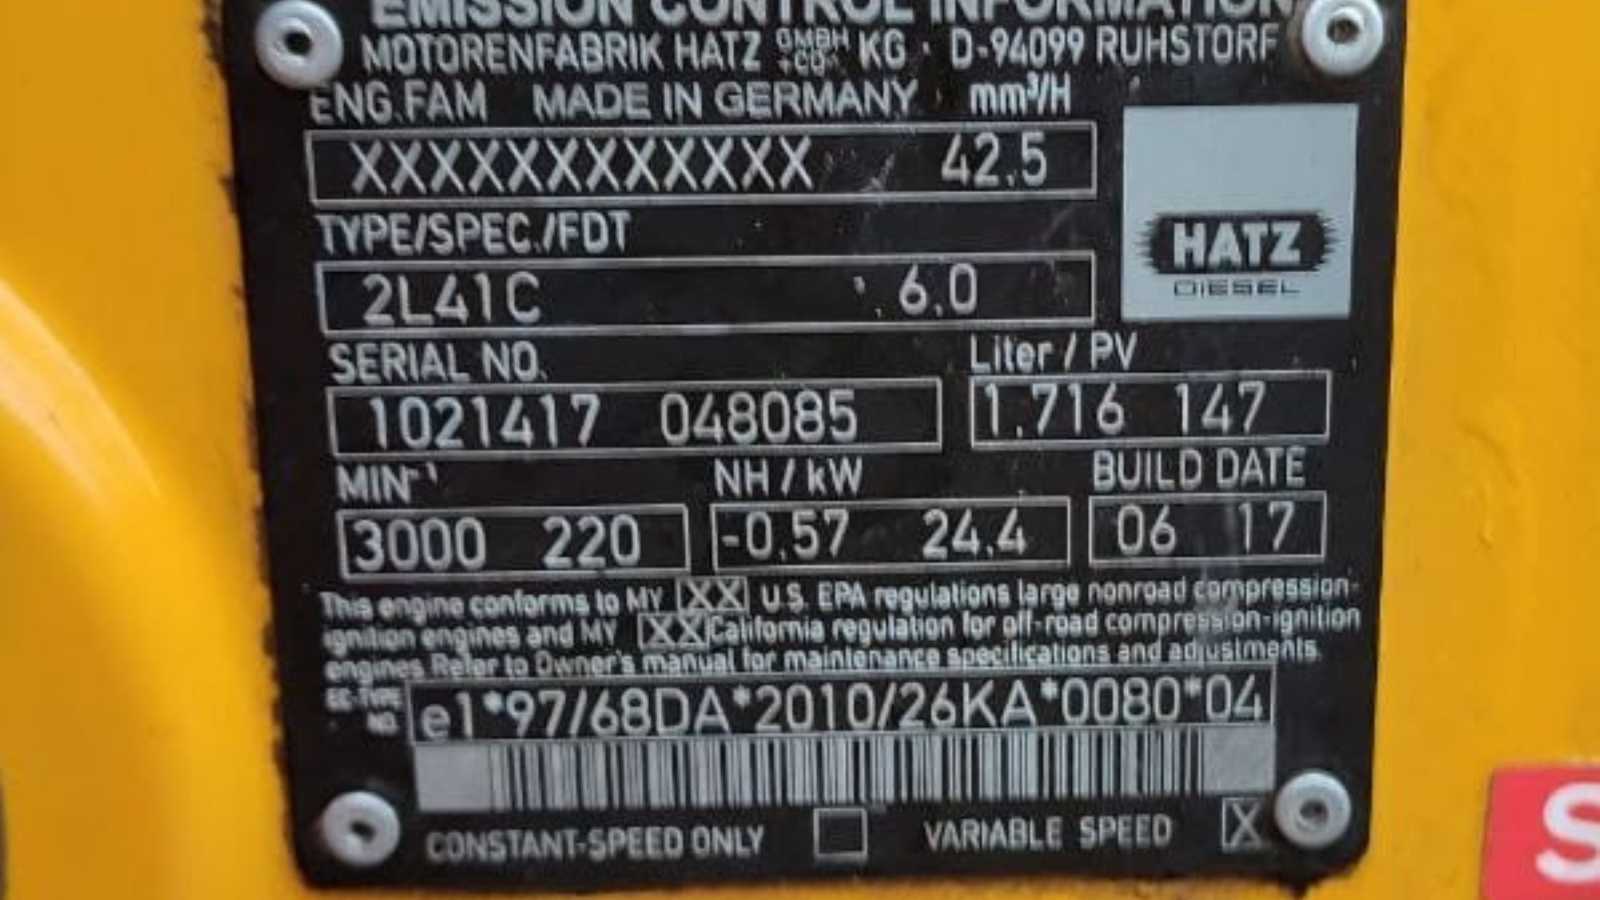 EMISSION CONTROL INFORMATION
MOTORENFABRIK HATZ GMBH +CO KG · D-94099 RUHSTORF
ENG.FAM MADE IN GERMANY mm³/H
XXXXXXXXXXXX 42.5
TYPE/SPEC./FDT
2L41C 6.0
HATZ
DIESEL
SERIAL NO. Liter / PV
1021417 048085 1.716 147
MIN-¹ NH / kW BUILD DATE
3000 220 -0.57 24.4 06 17
This engine conforms to MY XX U.S. EPA regulations large nonroad compression-
ignition engines and MY XX California regulation for off-road compression-ignition
engines Refer to Owner's manual for maintenance specifications and adjustments.
EC-TYPE
NO. e1*97/68DA*2010/26KA*0080*04
CONSTANT-SPEED ONLY VARIABLE SPEED X
S